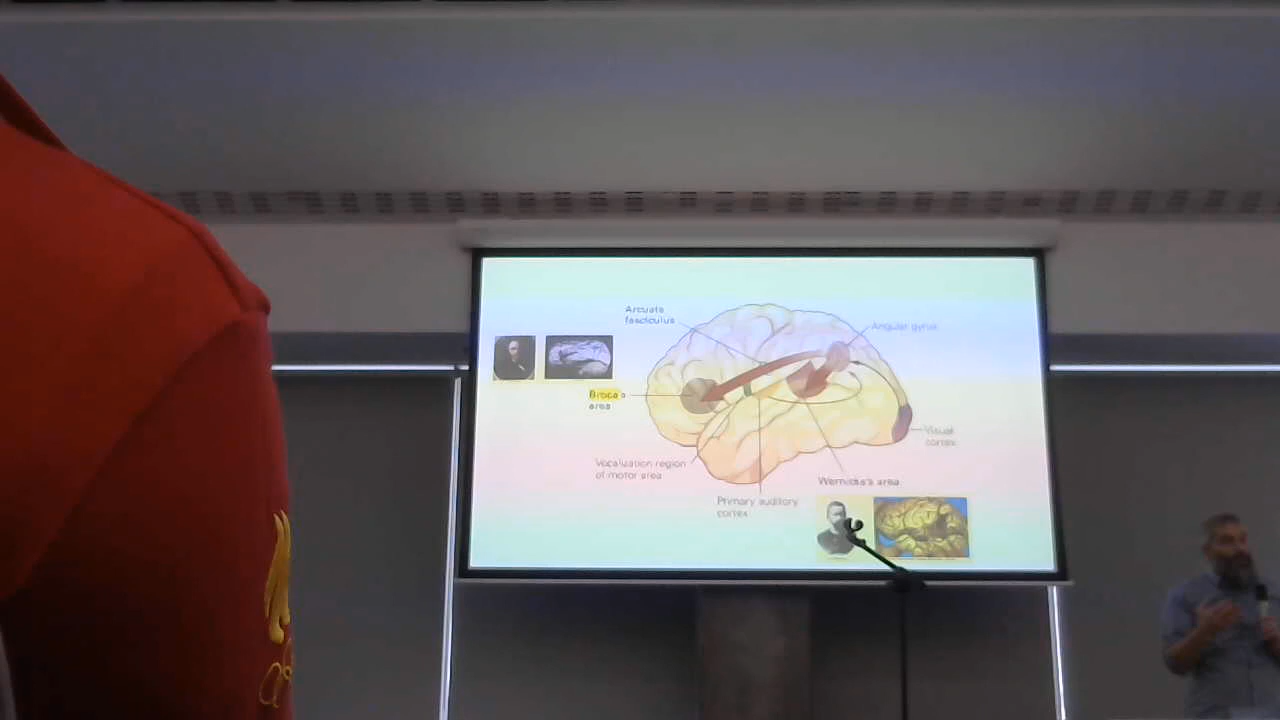 Arcuate
fasciculus
Angular gyrus
Broca's
area
Visual
cortex
Vocalization region
of motor area
Wernicke's area
Primary auditory
cortex